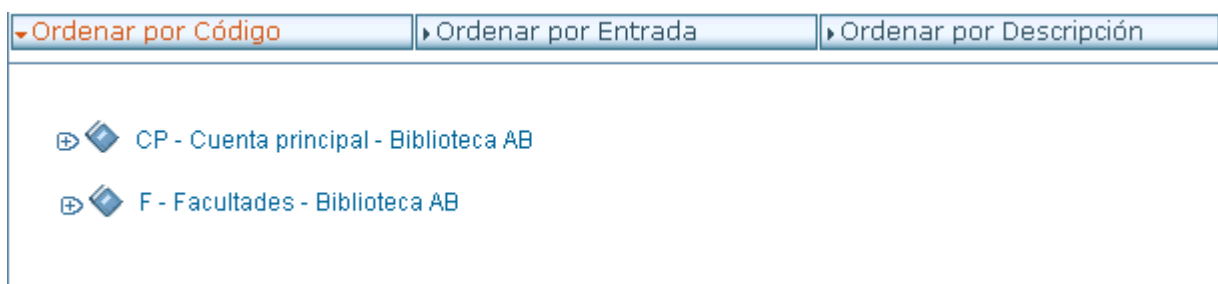 Ordenar por Código
Ordenar por Entrada
Ordenar por Descripción
CP - Cuenta principal - Biblioteca AB
F - Facultades - Biblioteca AB